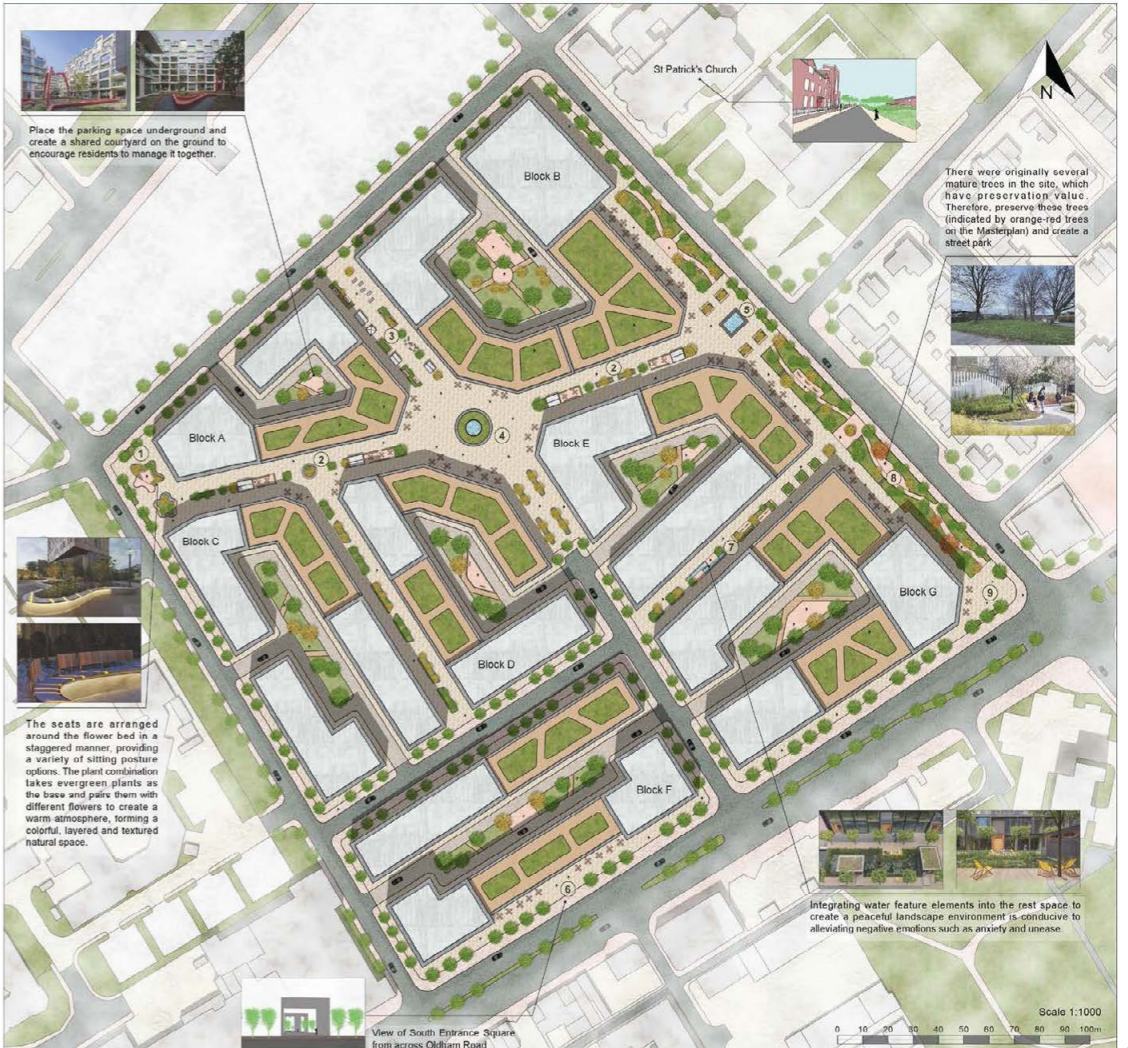 St Patrick's Church
N
Place the parking space underground and
create a shared courtyard on the ground to
encourage residents to manage it together.
There were originally several
mature trees in the site, which
have preservation value.
Therefore, preserve these trees
(indicated by orange-red trees
on the Masterplan) and create a
street park
Block B
5
3
2
4
Block A
Block E
1
2
8
Block C
7
Block G
9
Block D
The seats are arranged
around the flower bed in a
staggered manner, providing
a variety of sitting posture
options. The plant combination
takes evergreen plants as
the base and pairs them with
different flowers to create a
warm atmosphere, forming a
colorful, layered and textured
natural space.
Block F
6
Integrating water feature elements into the rest space to
create a peaceful landscape environment is conducive to
alleviating negative emotions such as anxiety and unease
Scale 1:1000
0 10 20 30 40 50 60 70 80 90 100m
View of South Entrance Square
from across Oldham Road